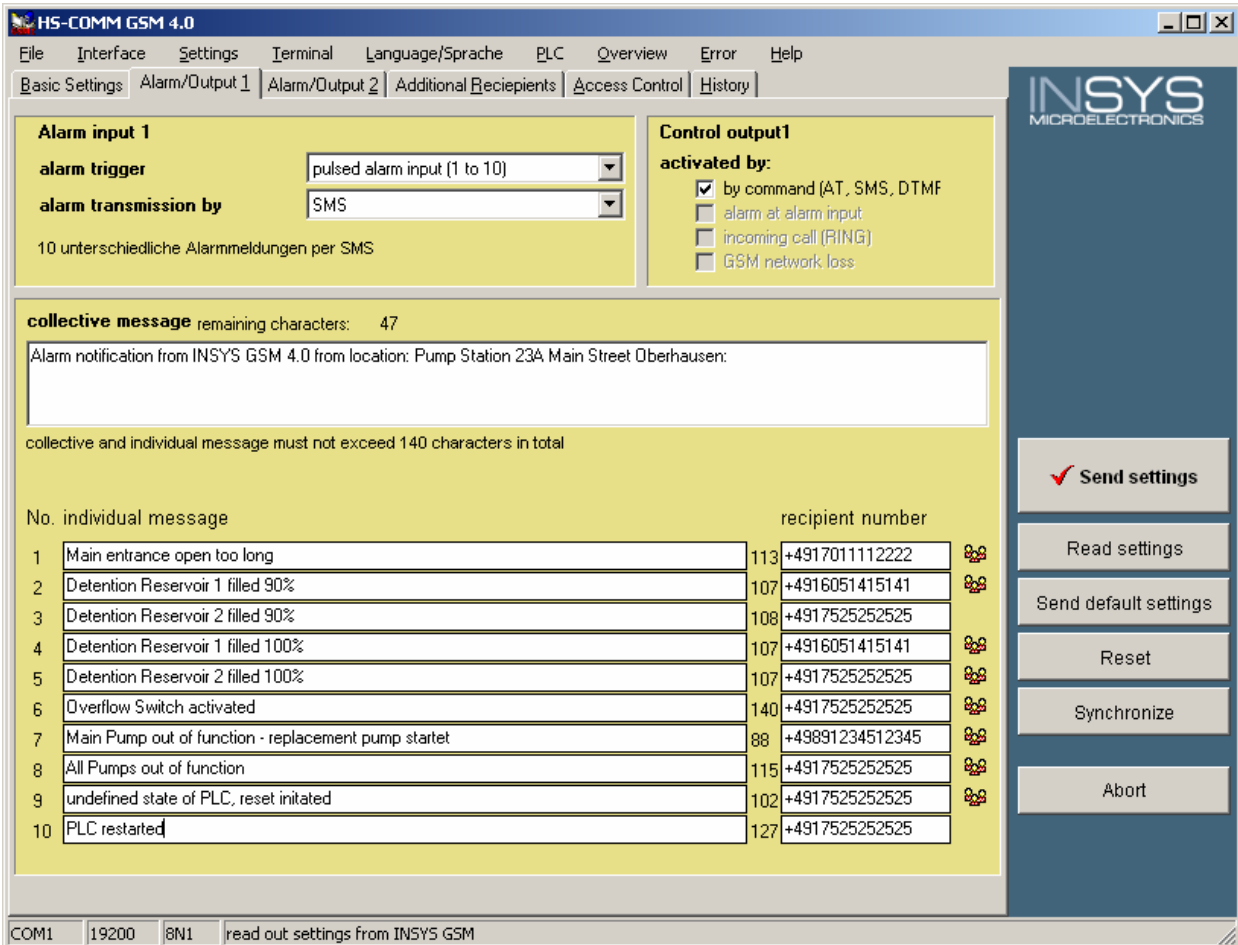 HS-COMM GSM 4.0
File Interface Settings Terminal Language/Sprache PLC Overview Error Help
Basic Settings Alarm/Output 1 Alarm/Output 2 Additional Reciepients Access Control History
INSYS
MICROELECTRONICS
Alarm input 1
alarm trigger pulsed alarm input (1 to 10)
alarm transmission by SMS
10 unterschiedliche Alarmmeldungen per SMS
Control output1
activated by:
by command (AT, SMS, DTMF
alarm at alarm input
incoming call (RING)
GSM network loss
collective message remaining characters: 47
Alarm notification from INSYS GSM 4.0 from location: Pump Station 23A Main Street Oberhausen:
collective and individual message must not exceed 140 characters in total
No. individual message recipient number
1 Main entrance open too long 113 +4917011112222
2 Detention Reservoir 1 filled 90% 107 +4916051415141
3 Detention Reservoir 2 filled 90% 108 +4917525252525
4 Detention Reservoir 1 filled 100% 107 +4916051415141
5 Detention Reservoir 2 filled 100% 107 +4917525252525
6 Overflow Switch activated 140 +4917525252525
7 Main Pump out of function - replacement pump startet 88 +49891234512345
8 All Pumps out of function 115 +4917525252525
9 undefined state of PLC, reset initated 102 +4917525252525
10 PLC restarted 127 +4917525252525
Send settings
Read settings
Send default settings
Reset
Synchronize
Abort
COM1 19200 8N1 read out settings from INSYS GSM